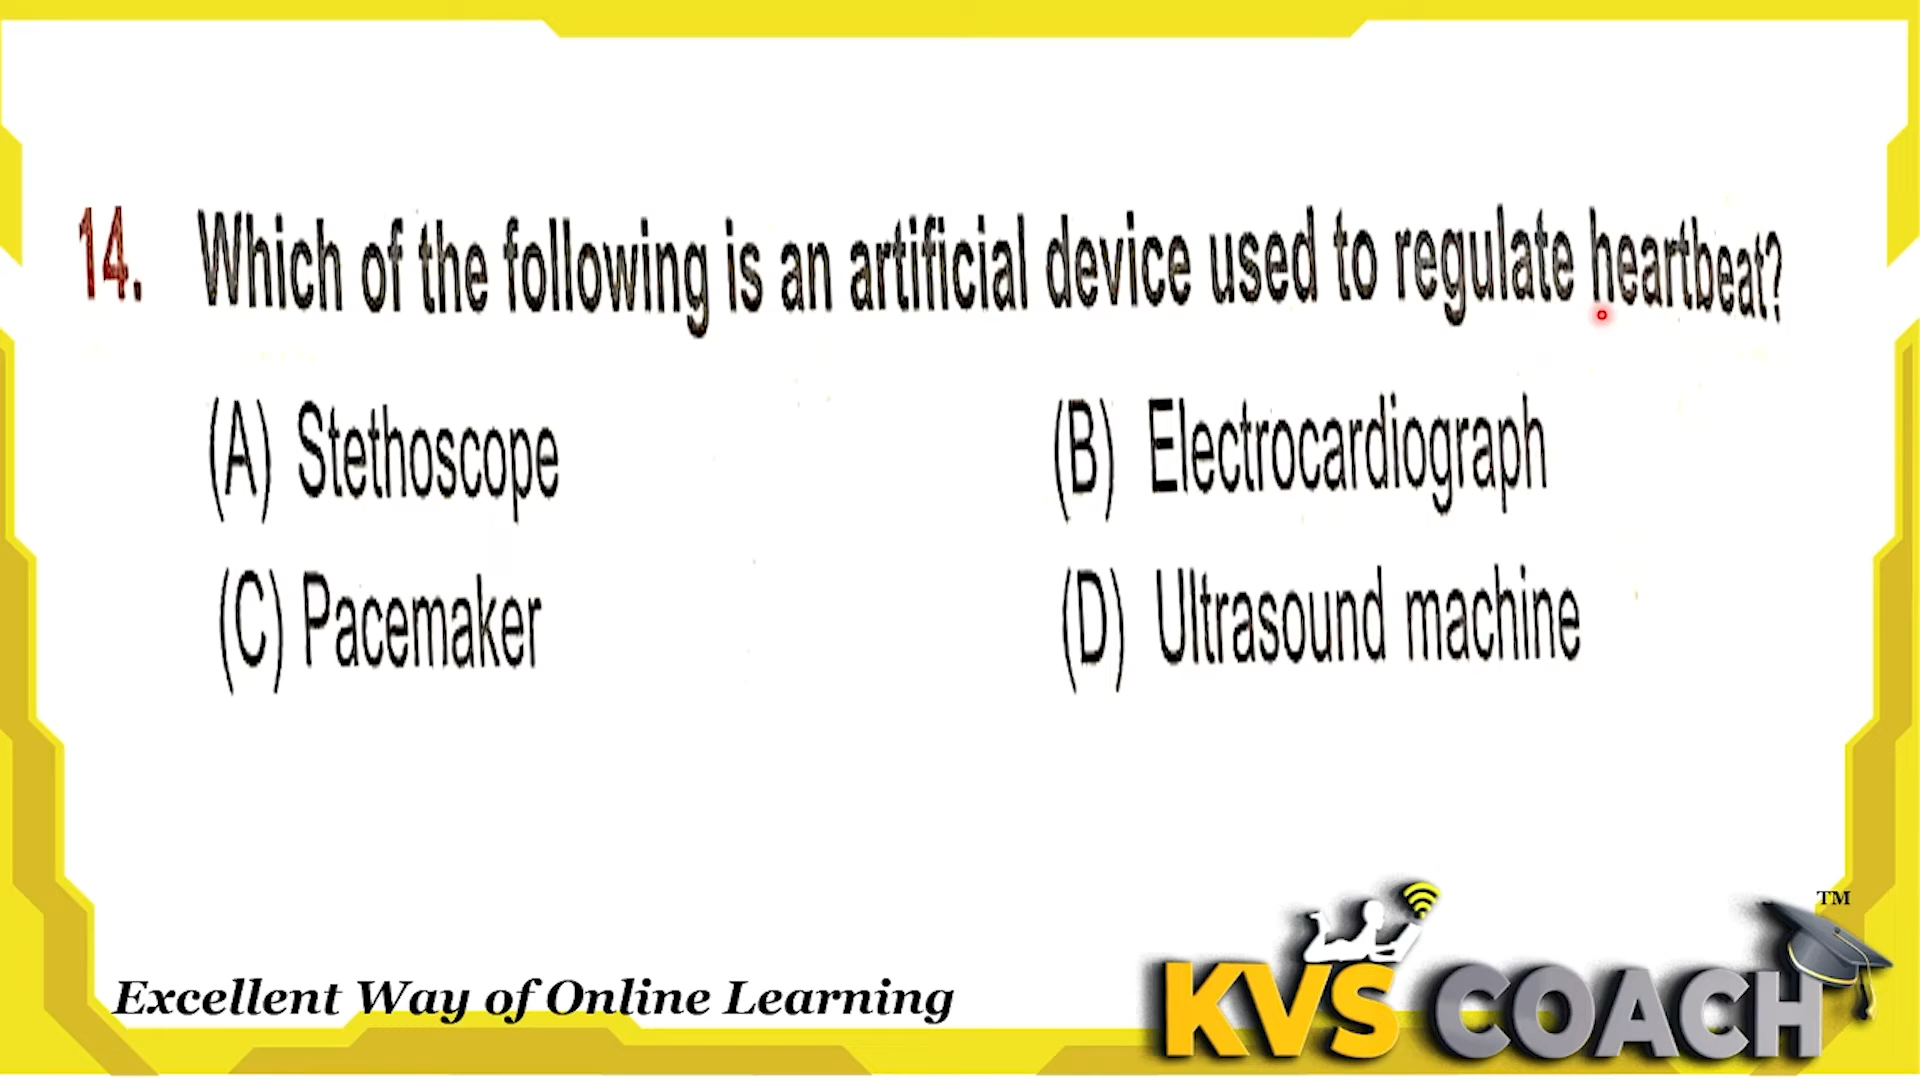 14. Which of the following is an artificial device used to regulate heartbeat?
(A) Stethoscope (B) Electrocardiograph
(C) Pacemaker (D) Ultrasound machine
TM
Excellent Way of Online Learning KVS COACH